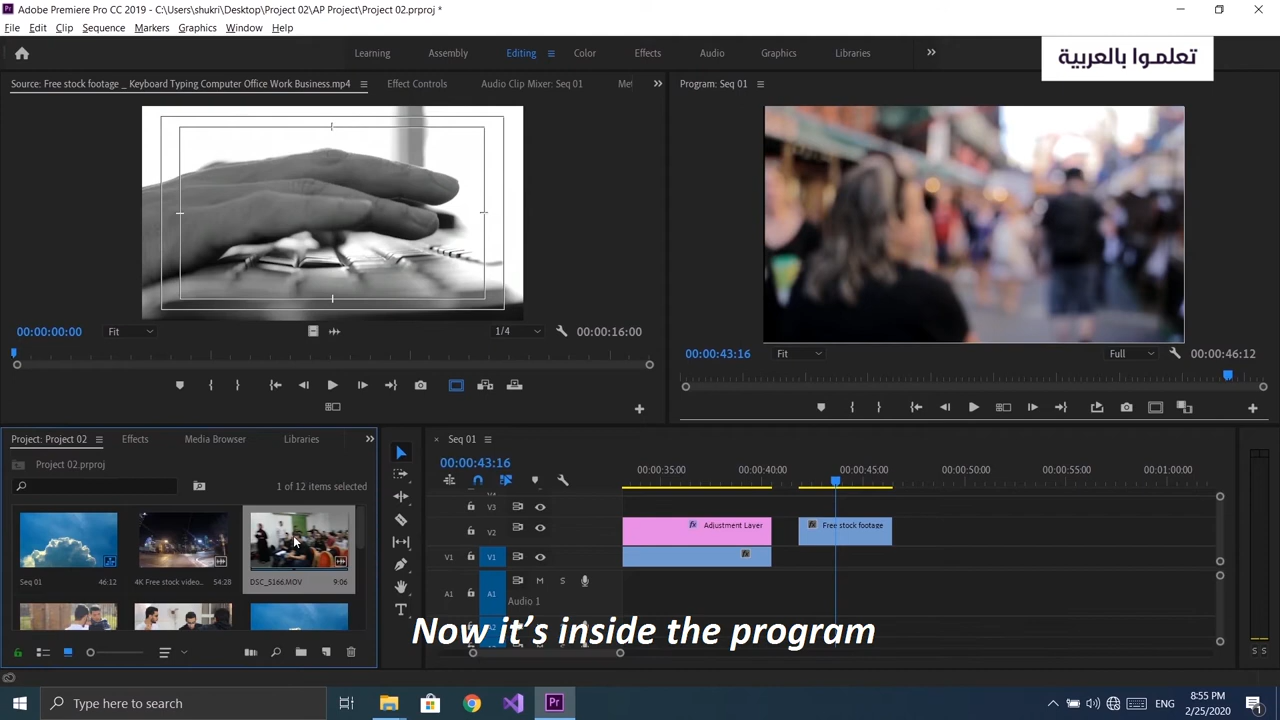 Adobe Premiere Pro CC 2019 - C:\Users\shukri\Desktop\Project 02\AP Project\Project 02.prproj *
File Edit Clip Sequence Markers Graphics Window Help
Learning Assembly Editing Color Effects Audio Graphics Libraries
تعلموا بالعربية
Source: Free stock footage _ Keyboard Typing Computer Office Work Business.mp4 Effect Controls Audio Clip Mixer: Seq 01 Me
Program: Seq 01
00:00:00:00 Fit 1/4 00:00:16:00
00:00:43:16 Fit Full 00:00:46:12
Project: Project 02 Effects Media Browser Libraries
Project 02.prproj
1 of 12 items selected
Seq 01 46:12
4K Free stock video... 54:28
DSC_5166.MOV 9:06
Seq 01
00:00:43:16
00:00:35:00 00:00:40:00 00:00:45:00 00:00:50:00 00:00:55:00 00:01:00:00
V3
V2 fx Adjustment Layer fx Free stock footage
V1 V1 fx
A1 A1 M S
Audio 1
Now it's inside the program
S S
Type here to search
Pr
ENG
8:55 PM
2/25/2020
1